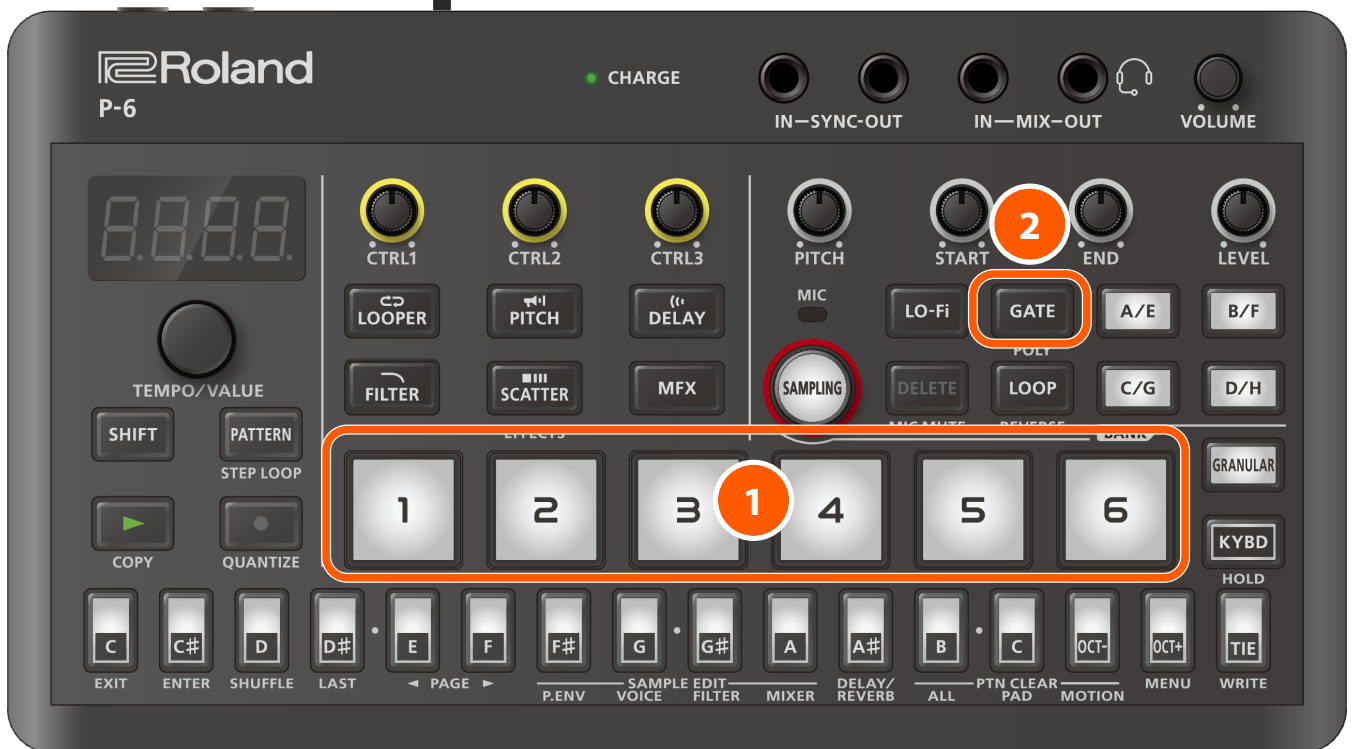 Roland
P-6
CHARGE
IN–SYNC-OUT
IN—MIX–OUT
VOLUME
8.8.8.8.
2
CTRL1
CTRL2
CTRL3
PITCH
START
END
LEVEL
LOOPER
PITCH
DELAY
MIC
LO-Fi
GATE
A/E
B/F
POLY
TEMPO/VALUE
FILTER
SCATTER
MFX
SAMPLING
DELETE
LOOP
C/G
D/H
MIC MUTE
REVERSE
BANK
EFFECTS
SHIFT
PATTERN
STEP LOOP
1
2
3
1
4
5
6
GRANULAR
COPY
QUANTIZE
KYBD
HOLD
C
C#
D
D#
E
F
F#
G
G#
A
A#
B
C
OCT-
OCT+
TIE
EXIT
ENTER
SHUFFLE
LAST
◄ PAGE ►
SAMPLE EDIT
P.ENV
VOICE
FILTER
MIXER
DELAY/
REVERB
PTN CLEAR
ALL
PAD
MOTION
MENU
WRITE